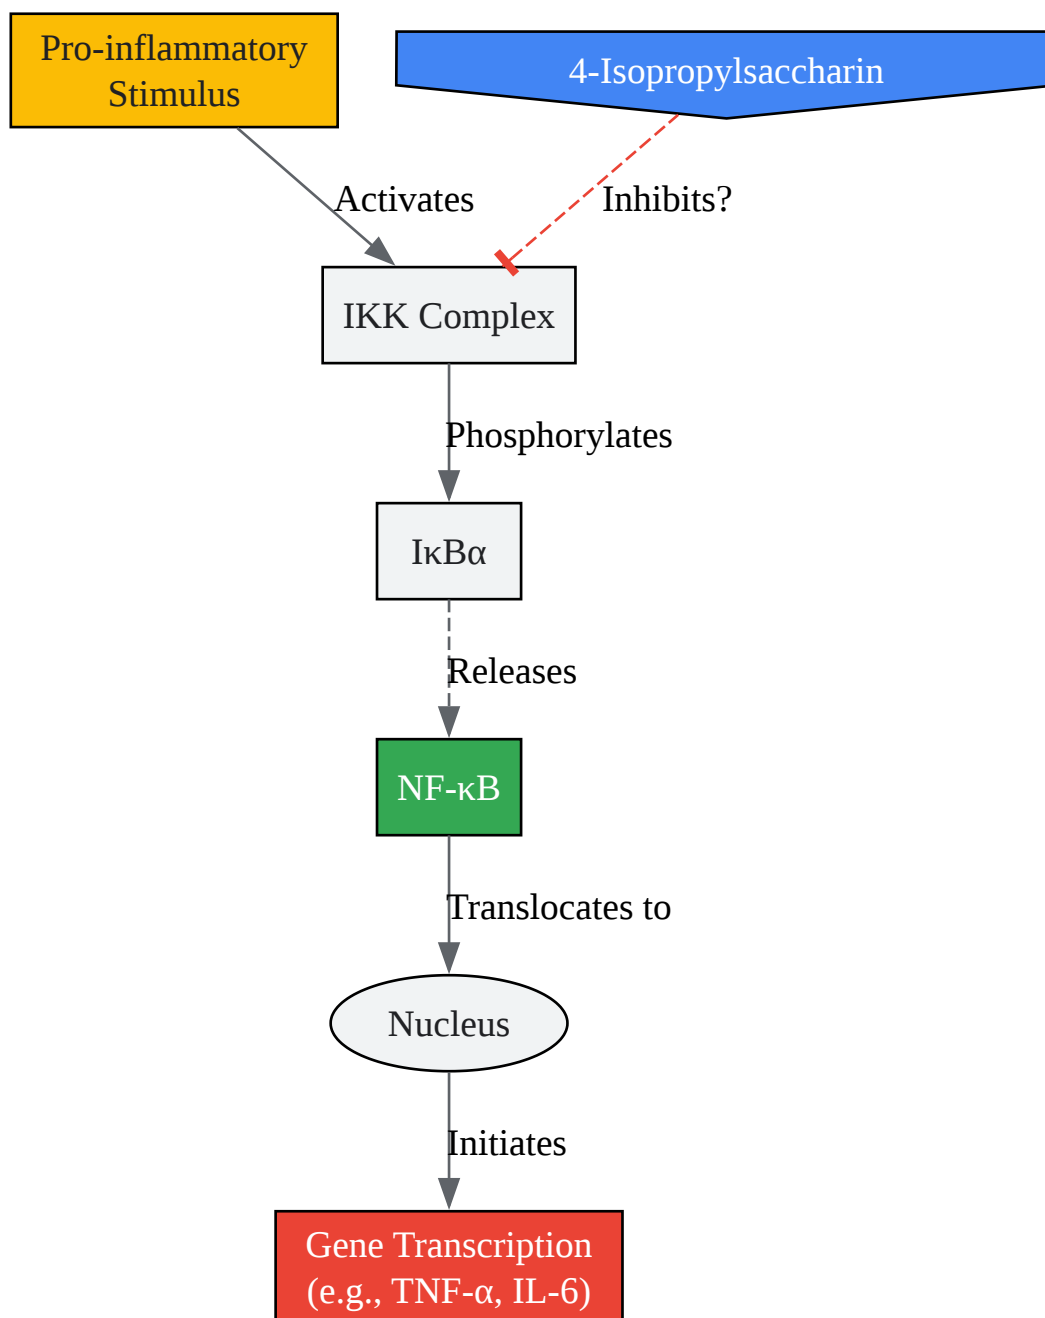 Pro-inflammatory
Stimulus
4-Isopropylsaccharin
Activates
Inhibits?
IKK Complex
Phosphorylates
IκBα
Releases
NF-κB
Translocates to
Nucleus
Initiates
Gene Transcription
(e.g., TNF-α, IL-6)